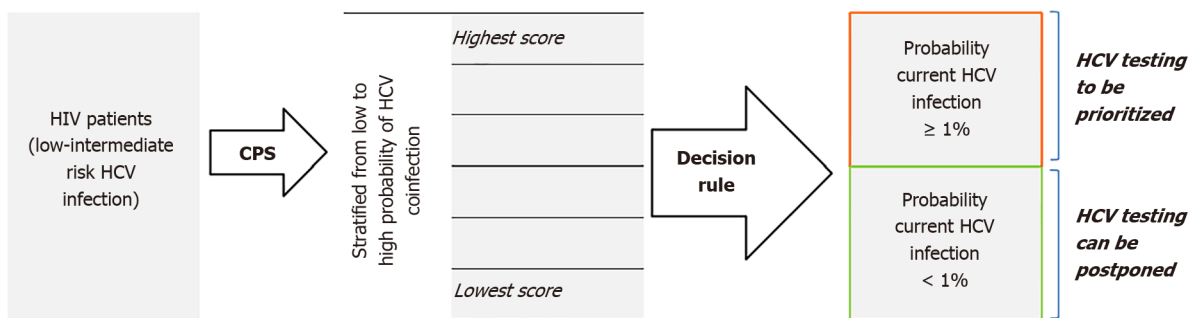 HIV patients
(low-intermediate
risk HCV
infection)
CPS
Stratified from low to
high probability of HCV
coinfection
Highest score
Lowest score
Decision
rule
Probability
current HCV
infection
≥ 1%
HCV testing
to be
prioritized
Probability
current HCV
infection
< 1%
HCV testing
can be
postponed